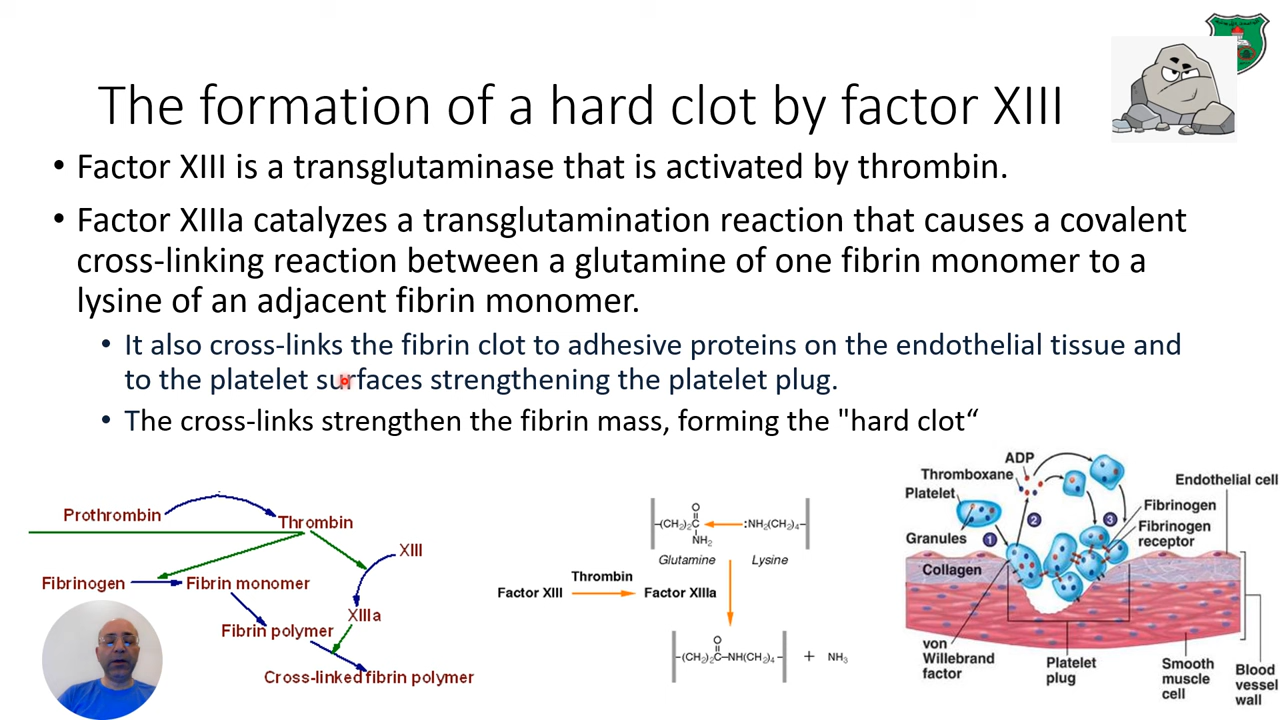 The formation of a hard clot by factor XIII
• Factor XIII is a transglutaminase that is activated by thrombin.
• Factor XIIIa catalyzes a transglutamination reaction that causes a covalent
cross-linking reaction between a glutamine of one fibrin monomer to a
lysine of an adjacent fibrin monomer.
• It also cross-links the fibrin clot to adhesive proteins on the endothelial tissue and
to the platelet surfaces strengthening the platelet plug.
• The cross-links strengthen the fibrin mass, forming the "hard clot“
Prothrombin
Thrombin
XIII
Fibrinogen
Fibrin monomer
XIIIa
Fibrin polymer
Cross-linked fibrin polymer
O
(CH₂)₂C
NH₂
:NH₂(CH₂)₄
Glutamine
Lysine
Thrombin
Factor XIII
Factor XIIIa
O
(CH₂)₂C–NH(CH₂)₄ + NH₃
ADP
Thromboxane
Platelet
Endothelial cell
Fibrinogen
Fibrinogen
receptor
1
2
3
Granules
Collagen
von
Willebrand
factor
Platelet
plug
Smooth
muscle
cell
Blood
vessel
wall